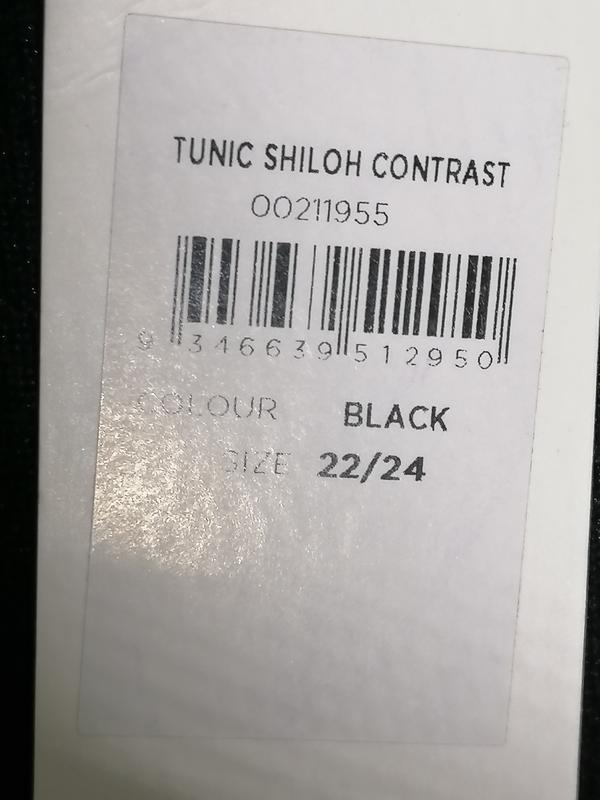 TUNIC SHILOH CONTRAST
00211955
9 346639 512950
COLOUR BLACK
SIZE 22/24